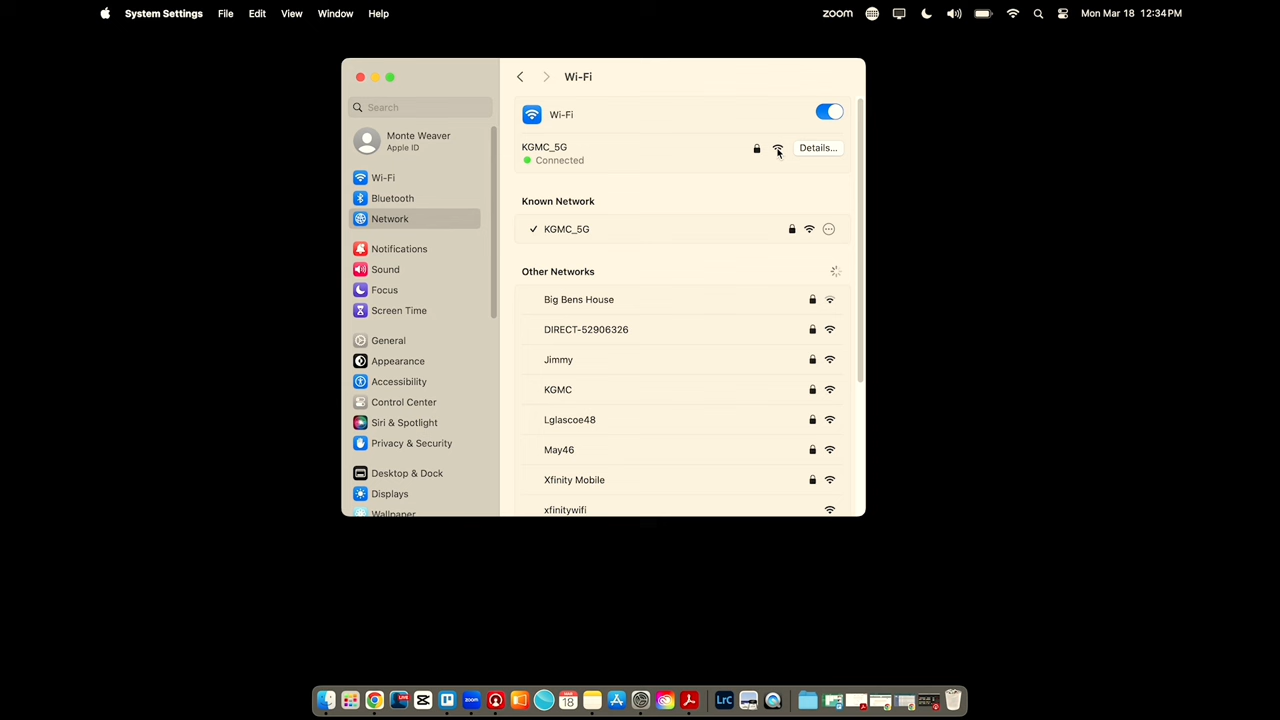 System Settings File Edit View Window Help
zoom
Mon Mar 18 12:34 PM
Wi-Fi
Search
Wi-Fi
Monte Weaver
Apple ID
KGMC_5G
Connected
Details...
Wi-Fi
Bluetooth
Network
Known Network
KGMC_5G
Notifications
Sound
Focus
Screen Time
Other Networks
Big Bens House
DIRECT-52906326
Jimmy
KGMC
Lglascoe48
May46
Xfinity Mobile
xfinitywifi
General
Appearance
Accessibility
Control Center
Siri & Spotlight
Privacy & Security
Desktop & Dock
Displays
Wallpaper
zoom
MAR
18
LrC